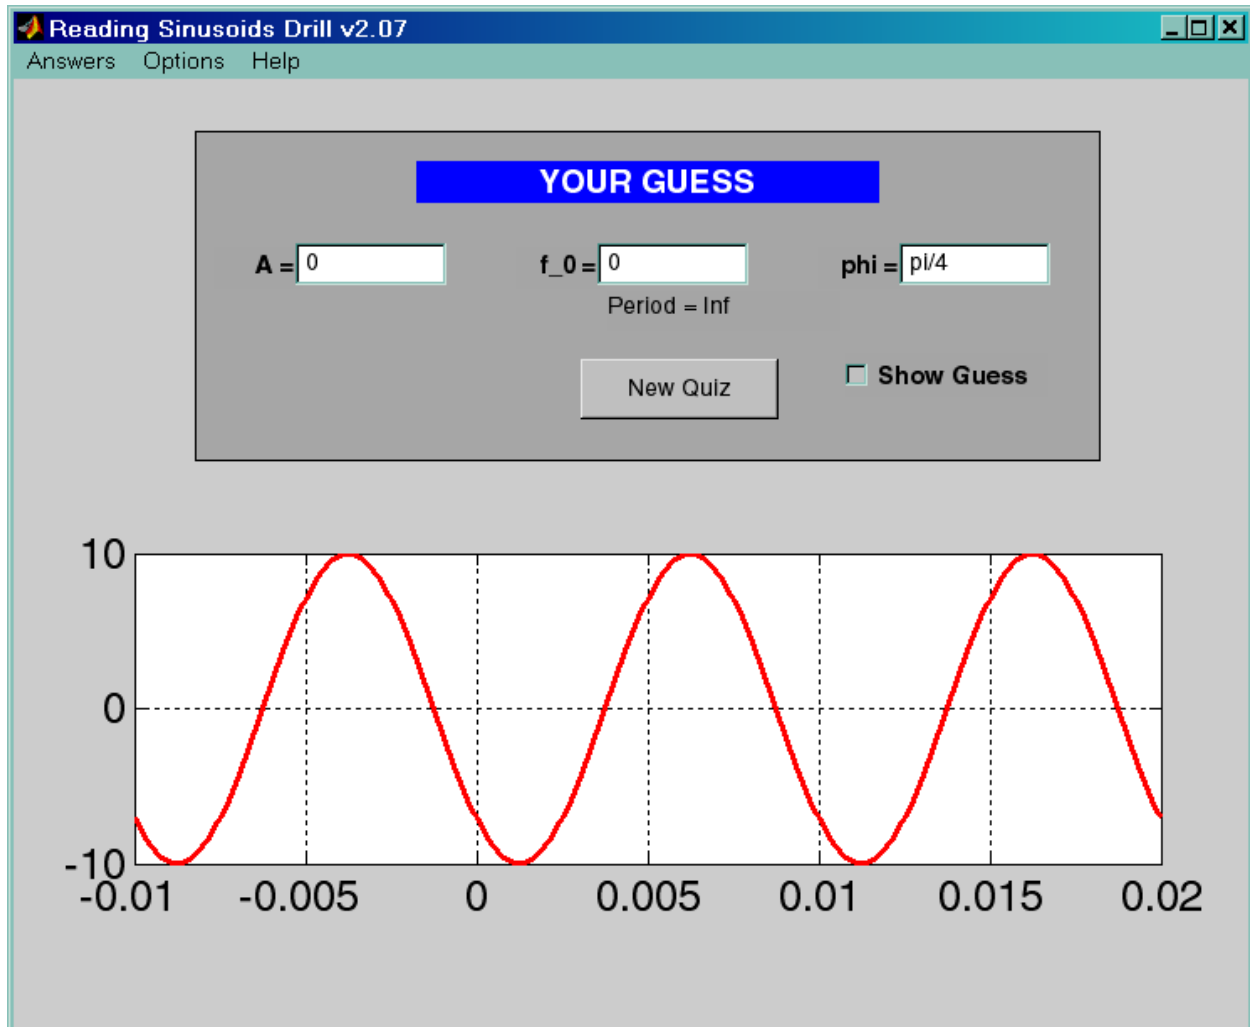 Reading Sinusoids Drill v2.07
Answers Options Help
YOUR GUESS
A = 0 f_0 = 0 phi = pi/4
Period = Inf
New Quiz Show Guess
10
0
-10
-0.01 -0.005 0 0.005 0.01 0.015 0.02